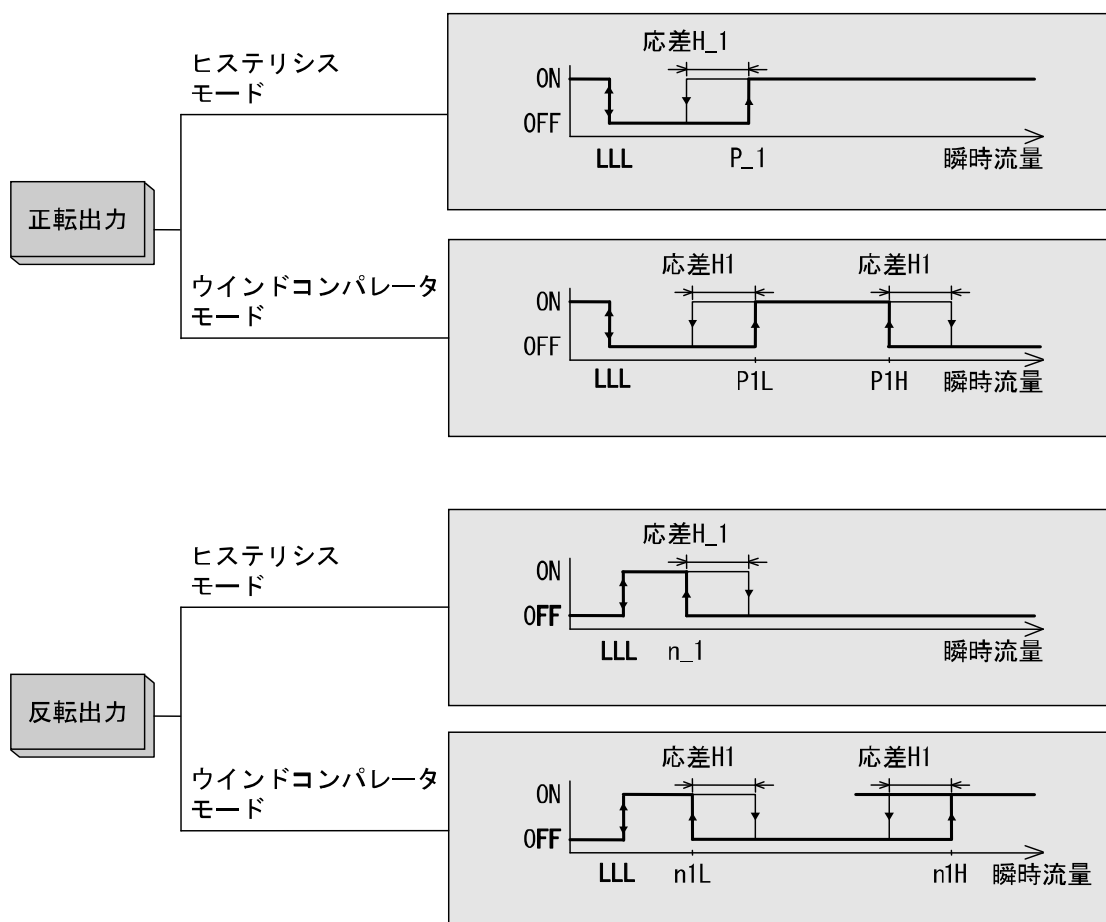 正転出力
ヒステリシス
モード
応差H_1
ON
OFF
LLL
P_1
瞬時流量
ウインドコンパレータ
モード
応差H1
応差H1
ON
OFF
LLL
P1L
P1H
瞬時流量
反転出力
ヒステリシス
モード
応差H_1
ON
OFF
LLL
n_1
瞬時流量
ウインドコンパレータ
モード
応差H1
応差H1
ON
OFF
LLL
n1L
n1H
瞬時流量